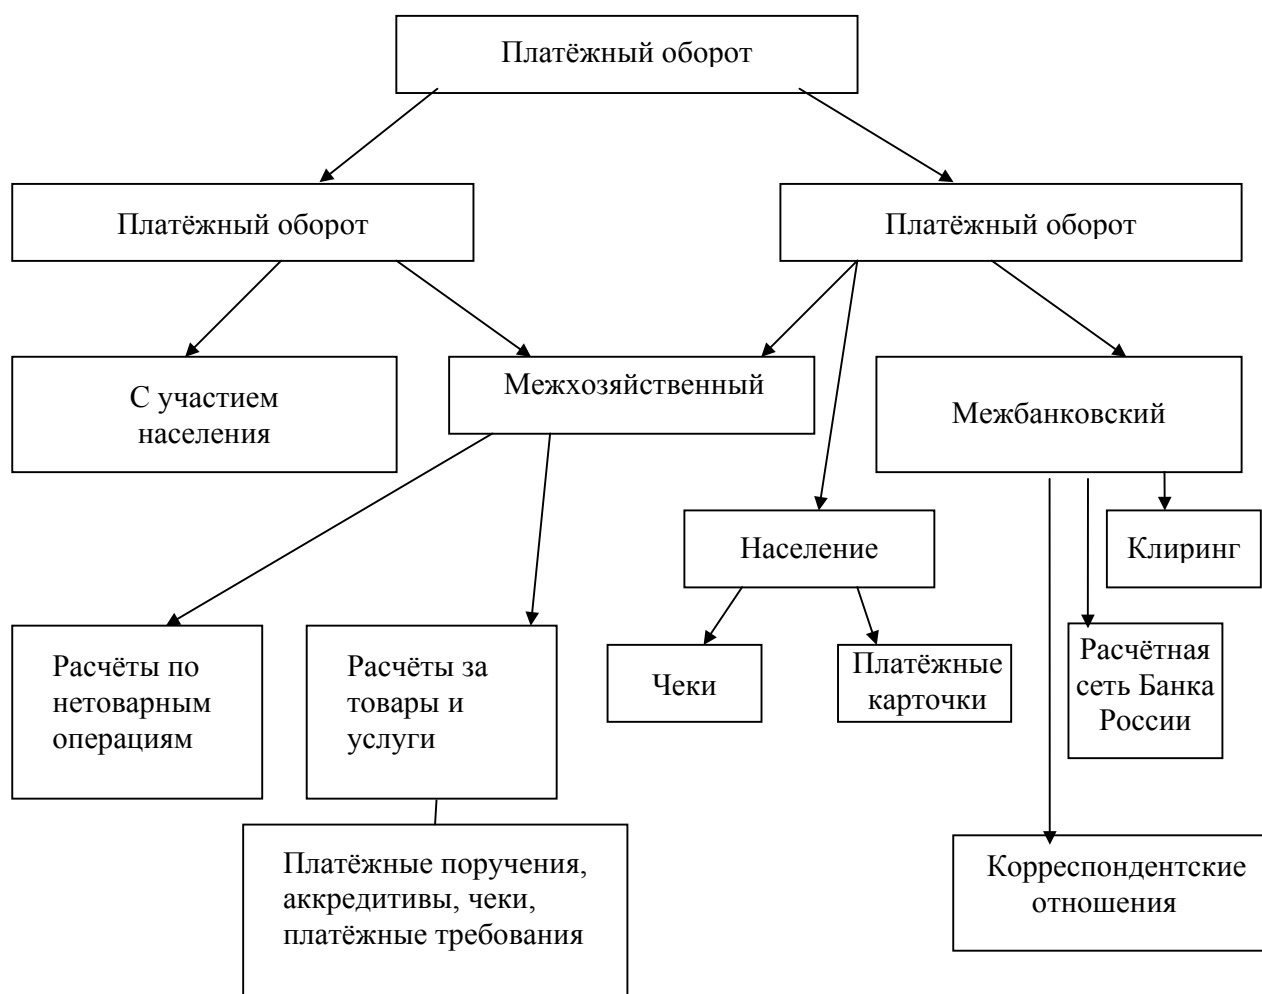 Платёжный оборот
Платёжный оборот
Платёжный оборот
С участием
населения
Межхозяйственный
Межбанковский
Население
Клиринг
Расчёты по
нетоварным
операциям
Расчёты за
товары и
услуги
Чеки
Платёжные
карточки
Расчётная
сеть Банка
России
Платёжные поручения,
аккредитивы, чеки,
платёжные требования
Корреспондентские
отношения